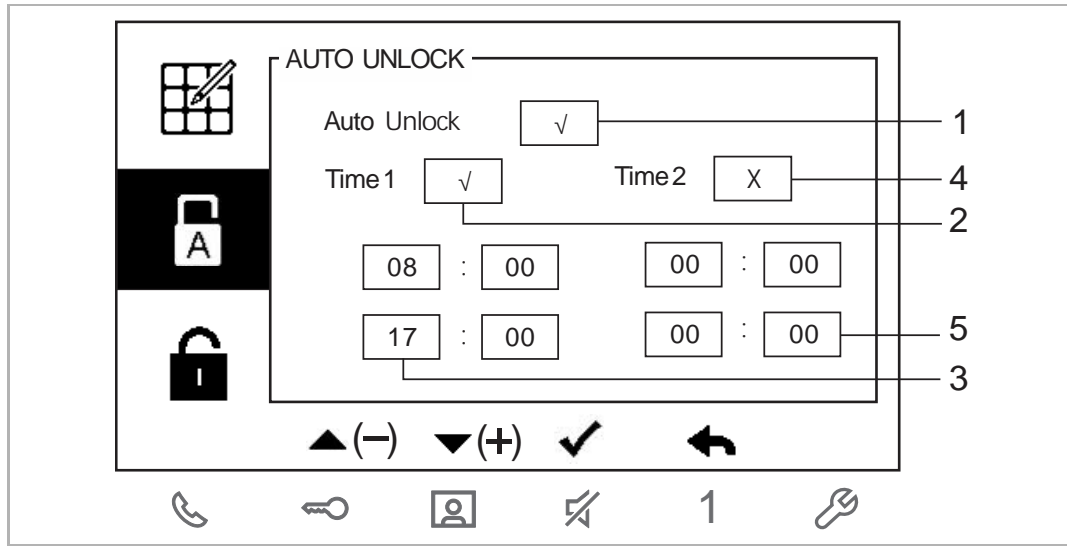 AUTO UNLOCK
Auto Unlock √ 1
Time 1 √ Time 2 X 4
2
A
08 : 00 00 : 00
17 : 00 00 : 00 5
3
(−) (+)
1